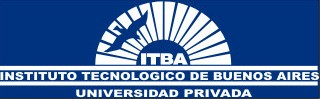 ITBA
INSTITUTO TECNOLOGICO DE BUENOS AIRES
UNIVERSIDAD PRIVADA